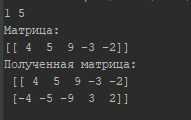 1 5
Матрица:
[[ 4  5  9 -3 -2]]
Полученная матрица:
 [[ 4  5  9 -3 -2]
 [-4 -5 -9  3  2]]